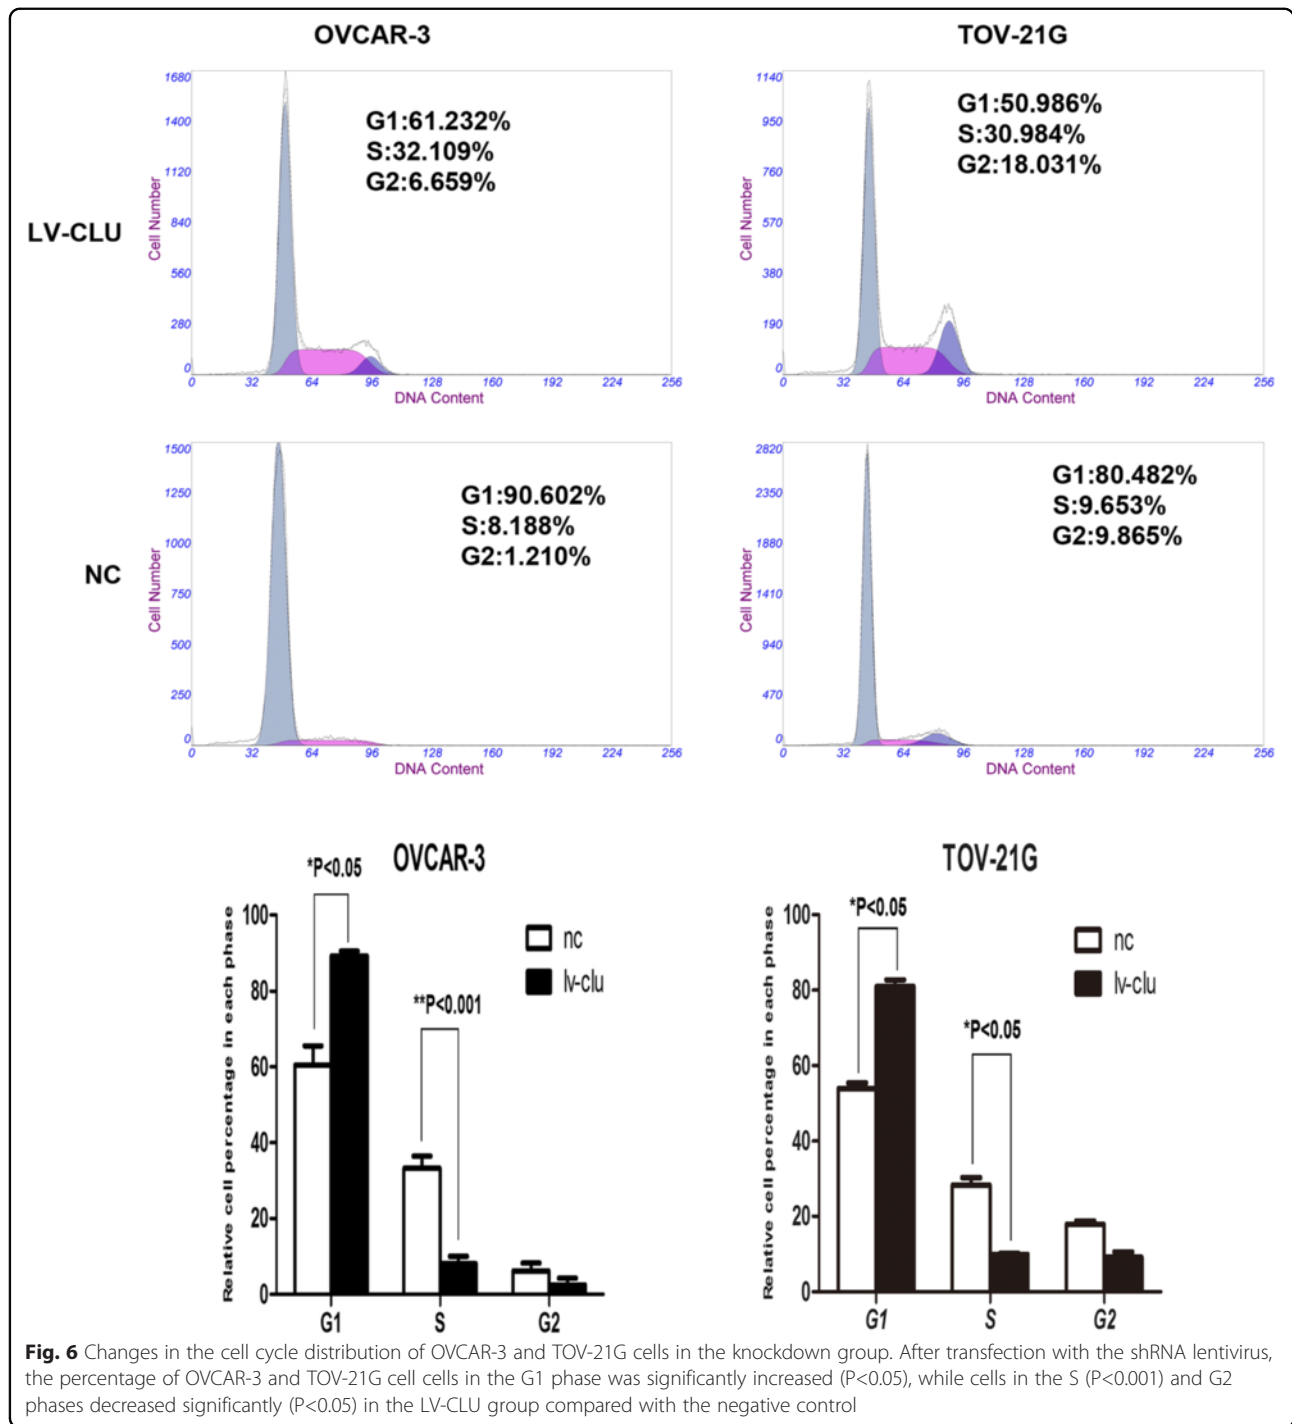 OVCAR-3
TOV-21G
LV-CLU
1680
1400
1120
840
560
280
0
Cell Number
G1:61.232%
S:32.109%
G2:6.659%
0 32 64 96 128 160 192 224 256
DNA Content
1140
950
760
570
380
190
0
Cell Number
G1:50.986%
S:30.984%
G2:18.031%
0 32 64 96 128 160 192 224 256
DNA Content
NC
1500
1250
1000
750
500
250
0
Cell Number
G1:90.602%
S:8.188%
G2:1.210%
0 32 64 96 128 160 192 224 256
DNA Content
2820
2350
1880
1410
940
470
0
Cell Number
G1:80.482%
S:9.653%
G2:9.865%
0 32 64 96 128 160 192 224 256
DNA Content
OVCAR-3
*P<0.05
**P<0.001
nc
lv-clu
Relative cell percentage in each phase
100
80
60
40
20
0
G1 S G2
TOV-21G
*P<0.05
*P<0.05
nc
lv-clu
Relative cell percentage in each phase
100
80
60
40
20
0
G1 S G2
Fig. 6 Changes in the cell cycle distribution of OVCAR-3 and TOV-21G cells in the knockdown group. After transfection with the shRNA lentivirus,
the percentage of OVCAR-3 and TOV-21G cell cells in the G1 phase was significantly increased (P<0.05), while cells in the S (P<0.001) and G2
phases decreased significantly (P<0.05) in the LV-CLU group compared with the negative control